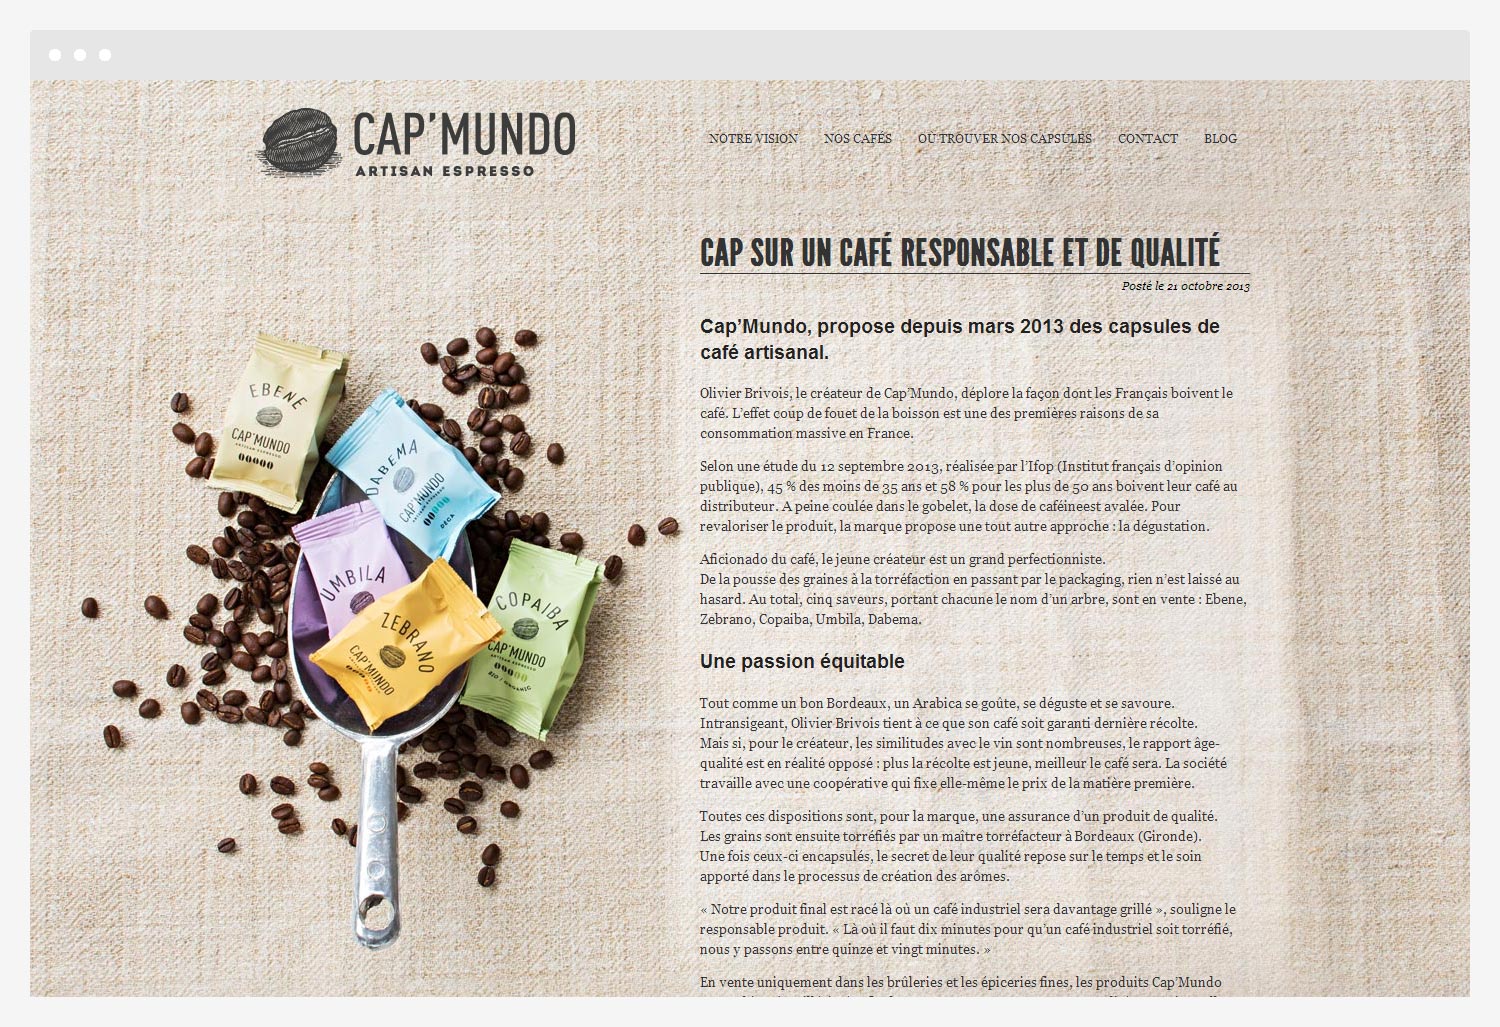 CAP’MUNDO
ARTISAN ESPRESSO
NOTRE VISION NOS CAFÉS OÙ TROUVER NOS CAPSULES CONTACT BLOG
CAP SUR UN CAFÉ RESPONSABLE ET DE QUALITÉ
Posté le 21 octobre 2013
Cap’Mundo, propose depuis mars 2013 des capsules de
café artisanal.
Olivier Brivois, le créateur de Cap’Mundo, déplore la façon dont les Français boivent le
café. L’effet coup de fouet de la boisson est une des premières raisons de sa
consommation massive en France.
Selon une étude du 12 septembre 2013, réalisée par l’Ifop (Institut français d’opinion
publique), 45 % des moins de 35 ans et 58 % pour les plus de 50 ans boivent leur café au
distributeur. A peine coulée dans le gobelet, la dose de caféineest avalée. Pour
revaloriser le produit, la marque propose une tout autre approche : la dégustation.
Aficionado du café, le jeune créateur est un grand perfectionniste.
De la pousse des graines à la torréfaction en passant par le packaging, rien n’est laissé au
hasard. Au total, cinq saveurs, portant chacune le nom d’un arbre, sont en vente : Ebene,
Zebrano, Copaiba, Umbila, Dabema.
Une passion équitable
Tout comme un bon Bordeaux, un Arabica se goûte, se déguste et se savoure.
Intransigeant, Olivier Brivois tient à ce que son café soit garanti dernière récolte.
Mais si, pour le créateur, les similitudes avec le vin sont nombreuses, le rapport âge-
qualité est en réalité opposé : plus la récolte est jeune, meilleur le café sera. La société
travaille avec une coopérative qui fixe elle-même le prix de la matière première.
Toutes ces dispositions sont, pour la marque, une assurance d’un produit de qualité.
Les grains sont ensuite torréfiés par un maître torréfacteur à Bordeaux (Gironde).
Une fois ceux-ci encapsulés, le secret de leur qualité repose sur le temps et le soin
apporté dans le processus de création des arômes.
« Notre produit final est racé là où un café industriel sera davantage grillé », souligne le
responsable produit. « Là où il faut dix minutes pour qu’un café industriel soit torréfié,
nous y passons entre quinze et vingt minutes. »
En vente uniquement dans les brûleries et les épiceries fines, les produits Cap’Mundo
EBENE
CAP’MUNDO
ARTISAN ESPRESSO
DABEMA
CAP’MUNDO
ARTISAN ESPRESSO
DÉCA
UMBILA
ZEBRANO
CAP’MUNDO
ARTISAN ESPRESSO
COPAIBA
CAP’MUNDO
ARTISAN ESPRESSO
BIO / ORGANIC